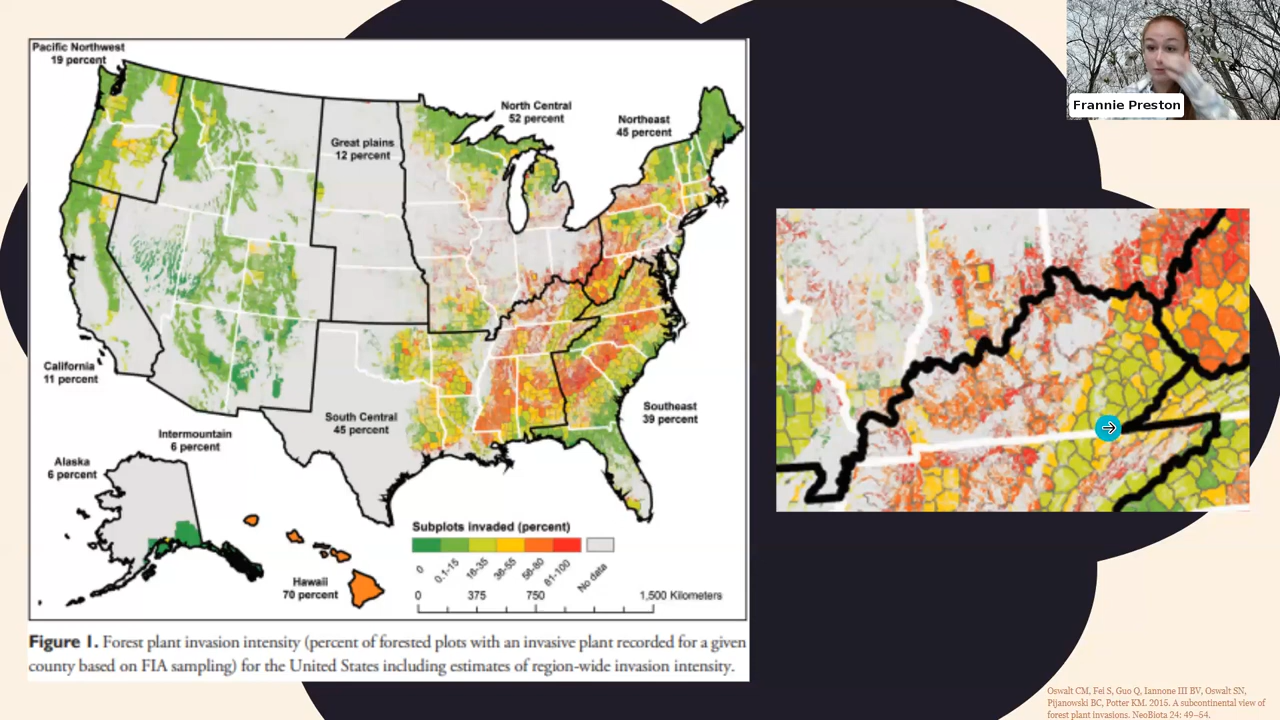 Pacific Northwest
19 percent
North Central
52 percent
Northeast
45 percent
Great plains
12 percent
California
11 percent
South Central
45 percent
Southeast
39 percent
Intermountain
6 percent
Alaska
6 percent
Hawaii
70 percent
Subplots invaded (percent)
0
0.1-15
16-35
36-55
56-80
81-100
No data
0 375 750 1,500 Kilometers
Figure 1. Forest plant invasion intensity (percent of forested plots with an invasive plant recorded for a given
county based on FIA sampling) for the United States including estimates of region-wide invasion intensity.
Frannie Preston
Oswalt CM, Fei S, Guo Q, Iannone III BV, Oswalt SN,
Pijanowski BC, Potter KM. 2015. A subcontinental view of
forest plant invasions. NeoBiota 24: 49–54.